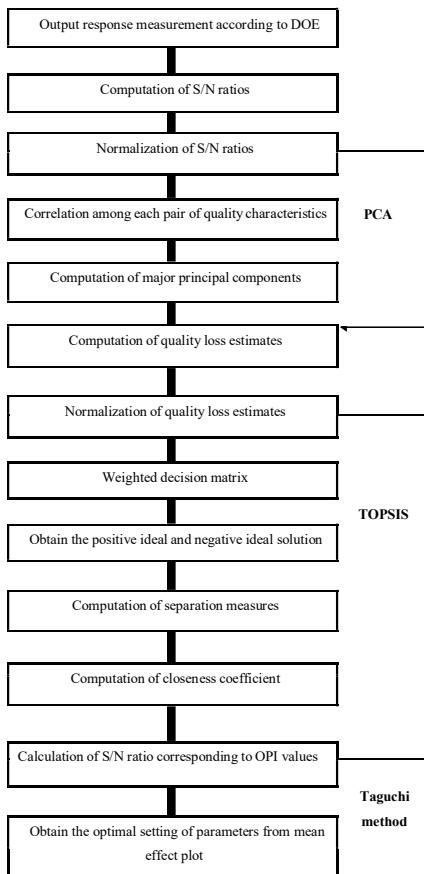 Output response measurement according to DOE
Computation of S/N ratios
Normalization of S/N ratios
Correlation among each pair of quality characteristics
PCA
Computation of major principal components
Computation of quality loss estimates
Normalization of quality loss estimates
Weighted decision matrix
TOPSIS
Obtain the positive ideal and negative ideal solution
Computation of separation measures
Computation of closeness coefficient
Calculation of S/N ratio corresponding to OPI values
Taguchi
method
Obtain the optimal setting of parameters from mean
effect plot